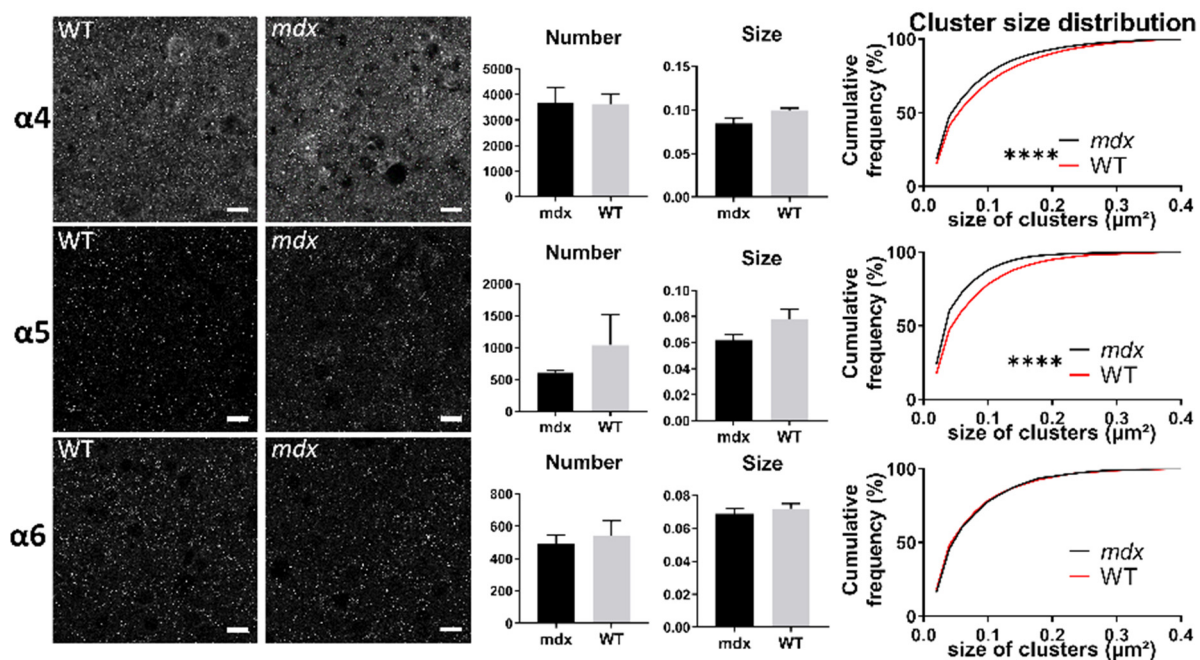 WT
mdx
α4
Number
5000
4000
3000
2000
1000
0
mdx WT
Size
0.15
0.10
0.05
0.00
mdx WT
Cluster size distribution
Cumulative
frequency (%)
100
50
0
****
mdx
WT
0.0 0.1 0.2 0.3 0.4
size of clusters (µm²)
WT
mdx
α5
Number
1500
1000
500
0
mdx WT
Size
0.10
0.08
0.06
0.04
0.02
0.00
mdx WT
Cumulative
frequency (%)
100
50
0
****
mdx
WT
0.0 0.1 0.2 0.3 0.4
size of clusters (µm²)
WT
mdx
α6
Number
800
600
400
200
0
mdx WT
Size
0.08
0.06
0.04
0.02
0.00
mdx WT
Cumulative
frequency (%)
100
50
0
mdx
WT
0.0 0.1 0.2 0.3 0.4
size of clusters (µm²)